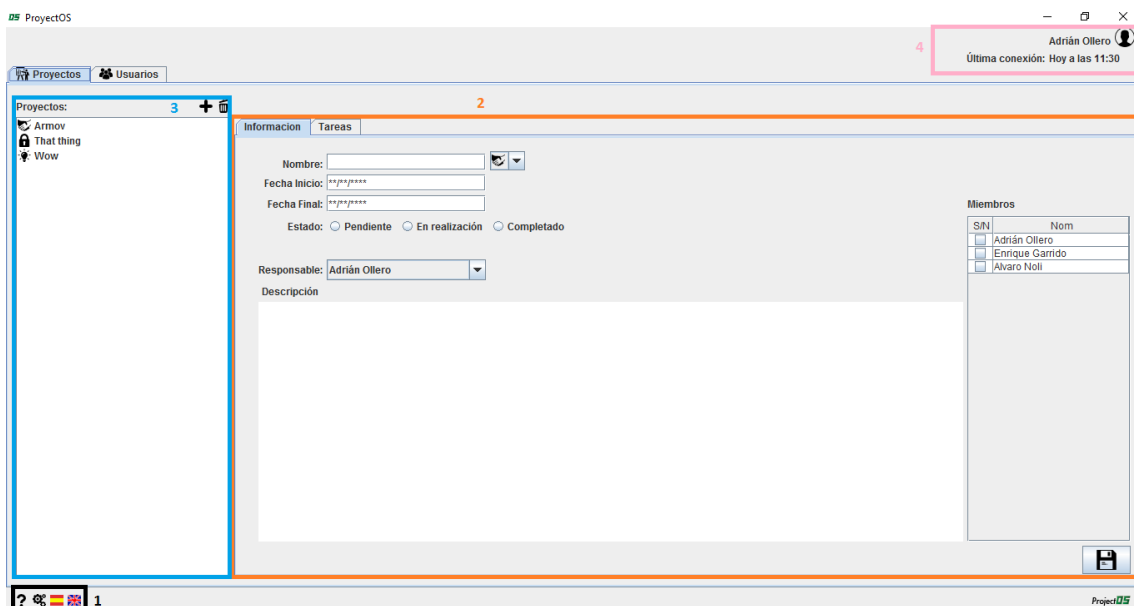 OS ProyectOS
4
Adrián Ollero
Última conexión: Hoy a las 11:30
Proyectos Usuarios
Proyectos: 3
2
Armov
That thing
Wow
Informacion Tareas
Nombre:
Fecha Inicio: **/**/****
Fecha Final: **/**/****
Estado: Pendiente En realización Completado
Responsable: Adrián Ollero
Descripción
Miembros
S/N Nom
Adrián Ollero
Enrique Garrido
Alvaro Noli
? 1
ProjectOS